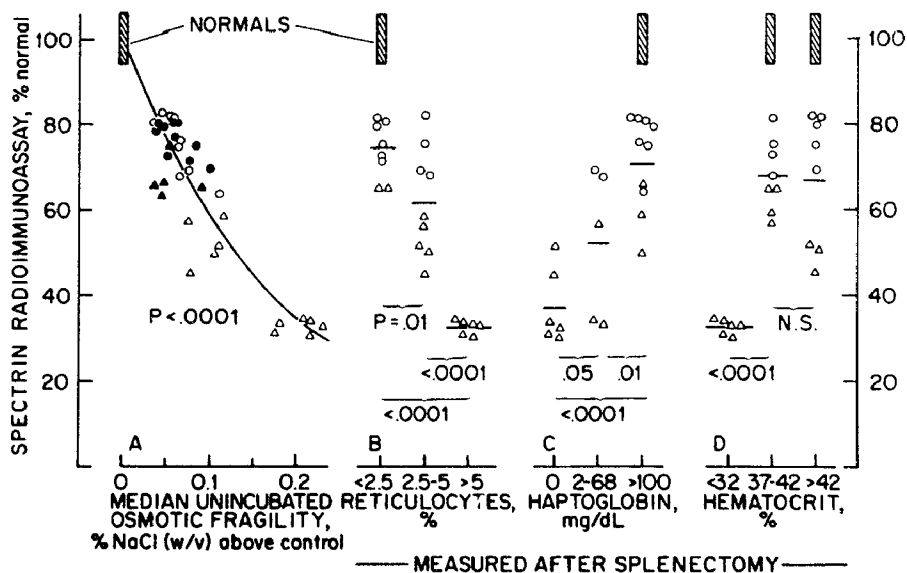 SPECTRIN RADIOIMMUNOASSAY, % normal
100
80
60
40
20
NORMALS
100
80
60
40
20
P<.0001
P=.01
<.0001
<.0001
.05 .01
<.0001
N.S.
<.0001
A
B
C
D
0 0.1 0.2
<2.5 2.5-5 >5
0 2-68 >100
<32 37-42 >42
MEDIAN UNINCUBATED
OSMOTIC FRAGILITY,
% NaCl (w/v) above control
RETICULOCYTES,
%
HAPTOGLOBIN,
mg/dL
HEMATOCRIT,
%
MEASURED AFTER SPLENECTOMY